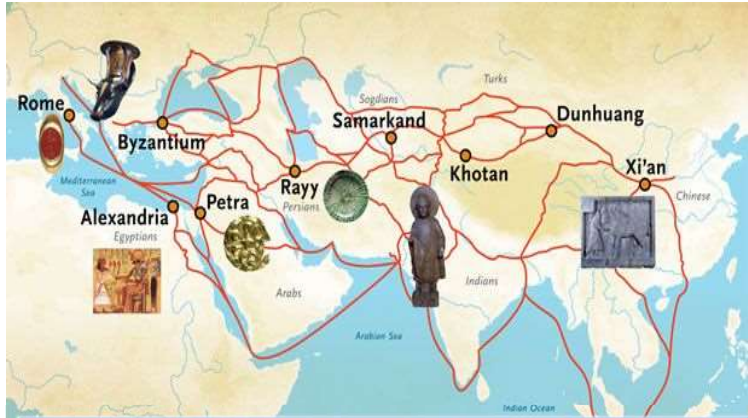 Turks
Sogdians
Rome
Dunhuang
Samarkand
Byzantium
Khotan
Xi'an
Rayy
Mediterranean
Sea
Persians
Chinese
Petra
Alexandria
Egyptians
Indians
Arabs
Arabian Sea
Indian Ocean